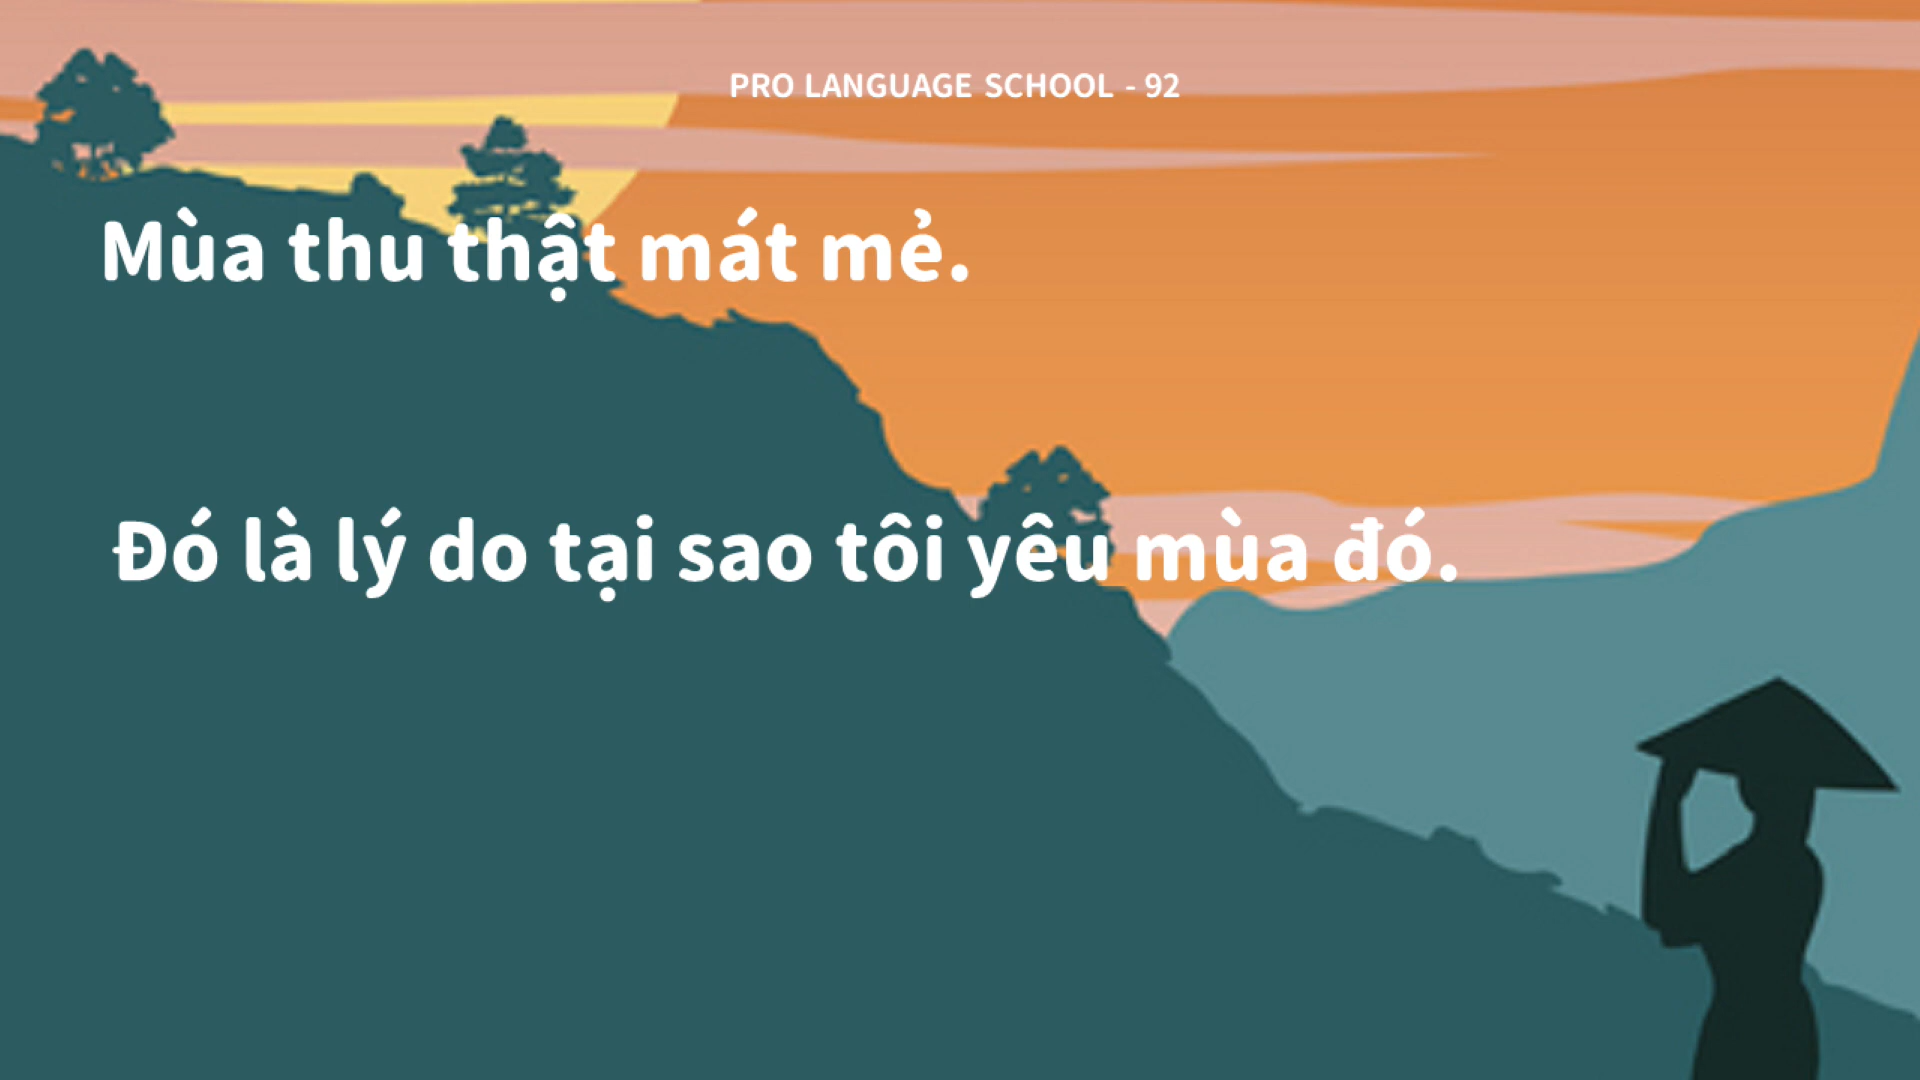 PRO LANGUAGE SCHOOL - 92
Mùa thu thật mát mẻ.
Đó là lý do tại sao tôi yêu mùa đó.